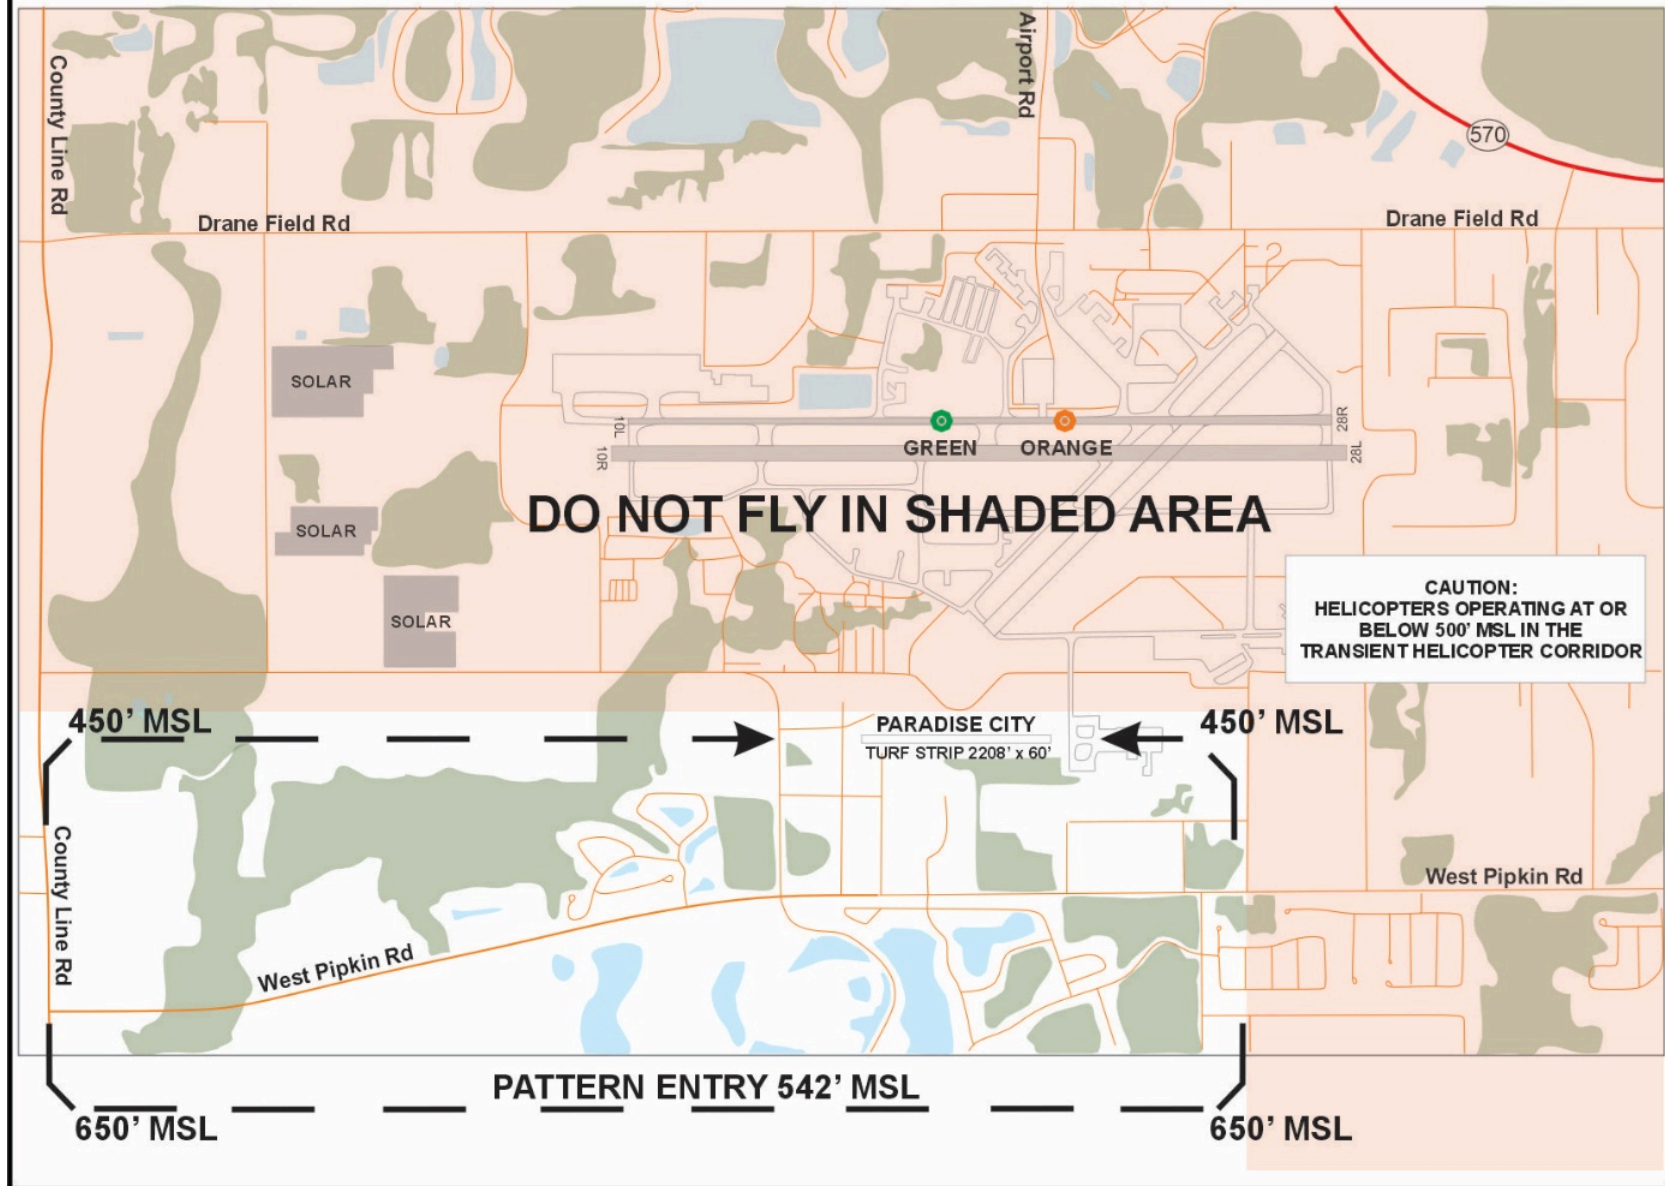 County Line Rd
Airport Rd
570
Drane Field Rd
Drane Field Rd
SOLAR
10L
28R
GREEN
ORANGE
10R
28L
DO NOT FLY IN SHADED AREA
SOLAR
CAUTION:
HELICOPTERS OPERATING AT OR
BELOW 500’ MSL IN THE
TRANSIENT HELICOPTER CORRIDOR
SOLAR
450’ MSL
PARADISE CITY
450’ MSL
TURF STRIP 2208’ x 60’
County Line Rd
West Pipkin Rd
West Pipkin Rd
PATTERN ENTRY 542’ MSL
650’ MSL
650’ MSL